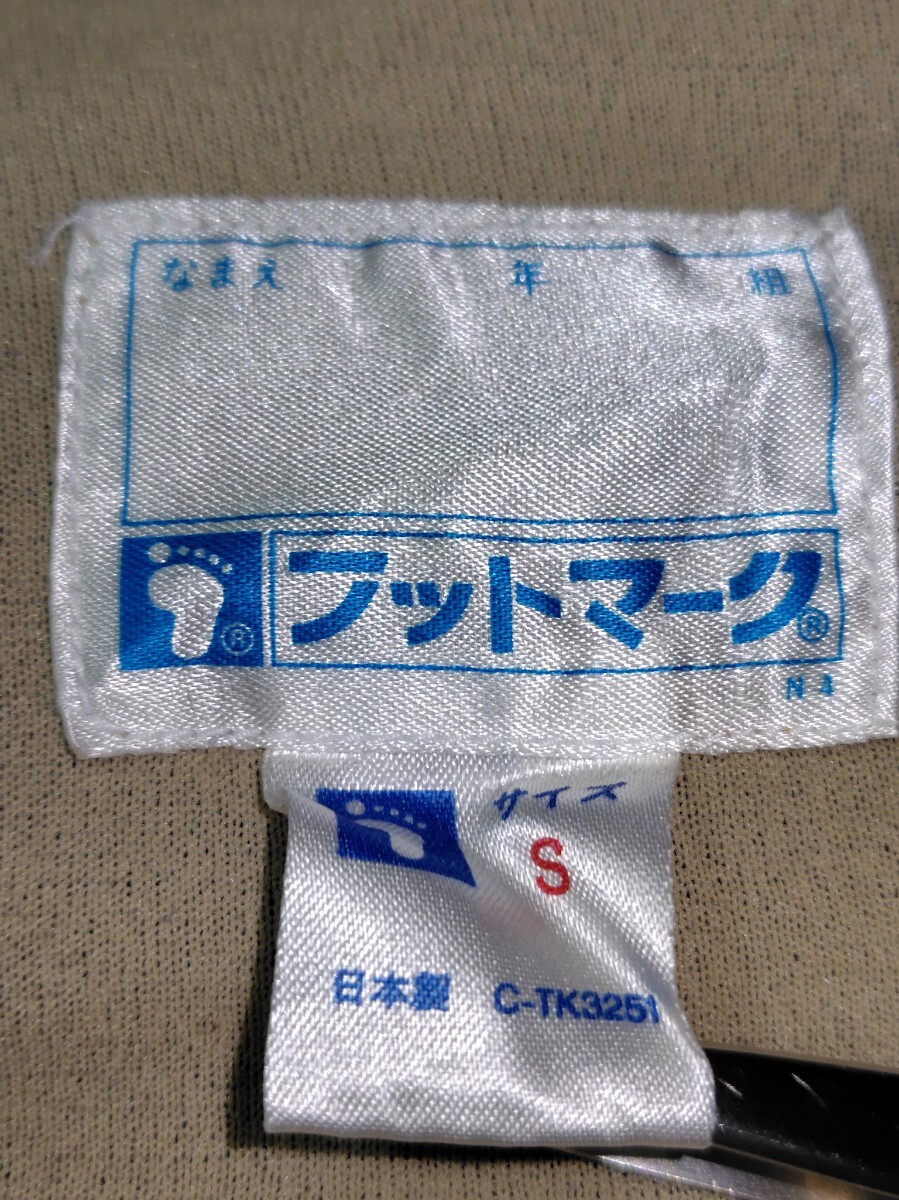 なまえ 年 組
® フットマーク®
N4
サイズ
S
日本製 C-TK3251